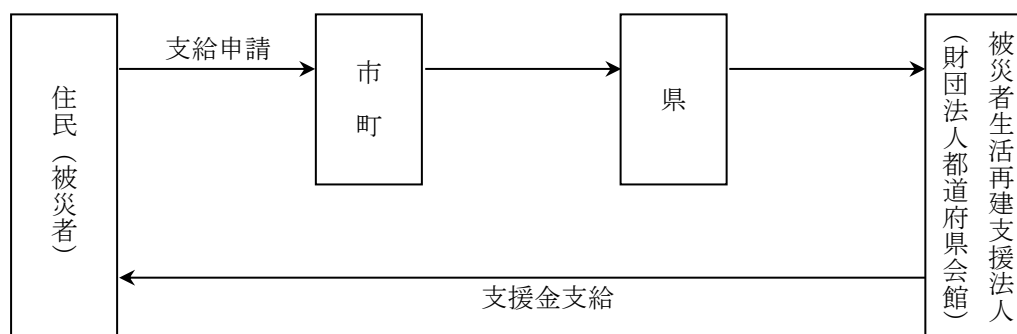 住民（被災者）
支給申請
市
町
県
被災者生活再建支援法人
（財団法人都道府県会館）
支援金支給